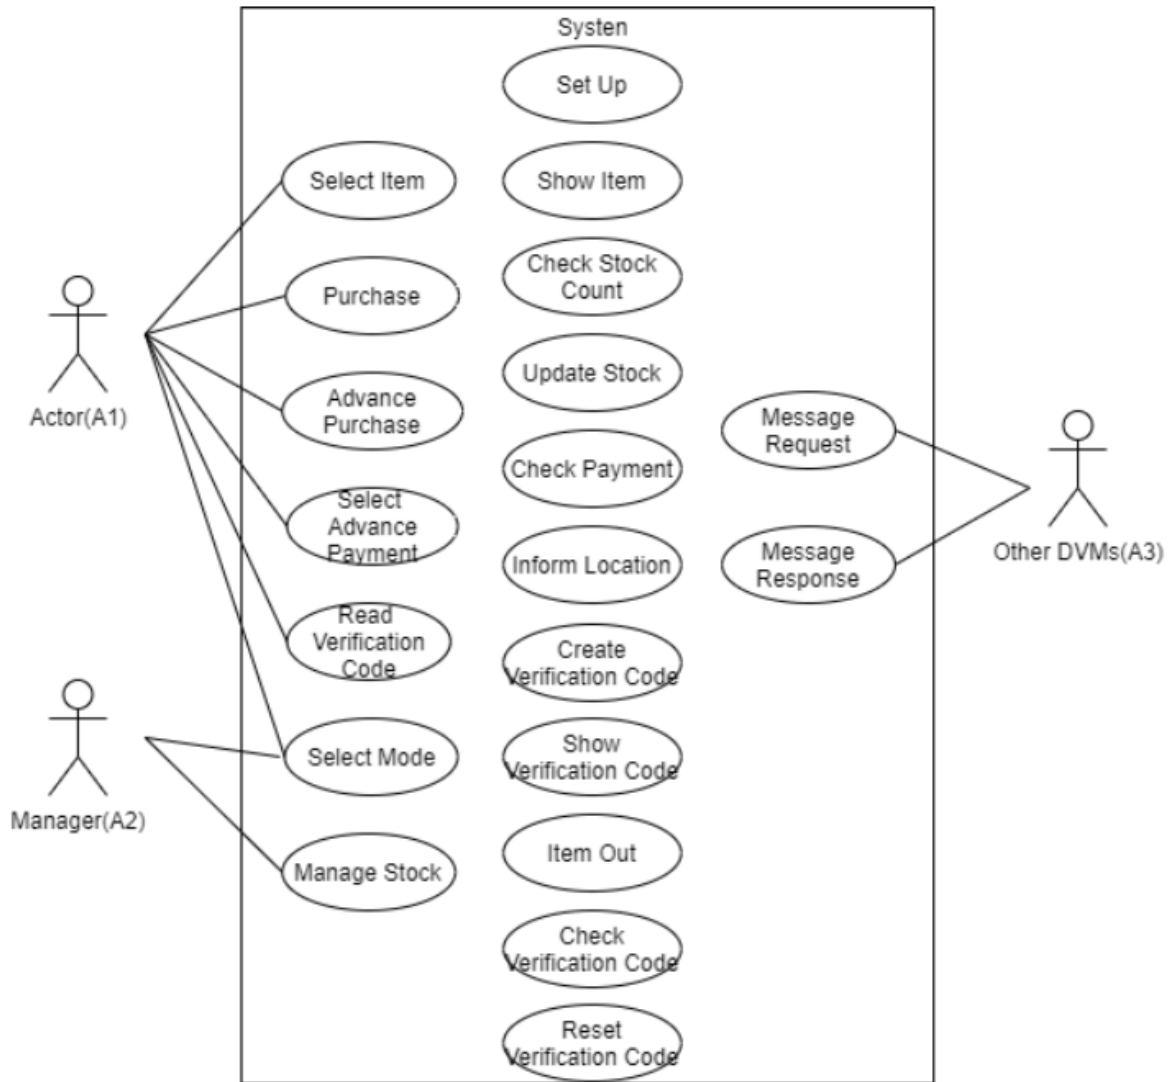 Systen
Set Up
Select Item
Show Item
Check Stock
Count
Purchase
Actor(A1)
Update Stock
Advance
Purchase
Message
Request
Check Payment
Select
Advance
Payment
Other DVMs(A3)
Message
Response
Inform Location
Read
Verification
Code
Create
Verification Code
Select Mode
Show
Verification Code
Manager(A2)
Manage Stock
Item Out
Check
Verification Code
Reset
Verification Code